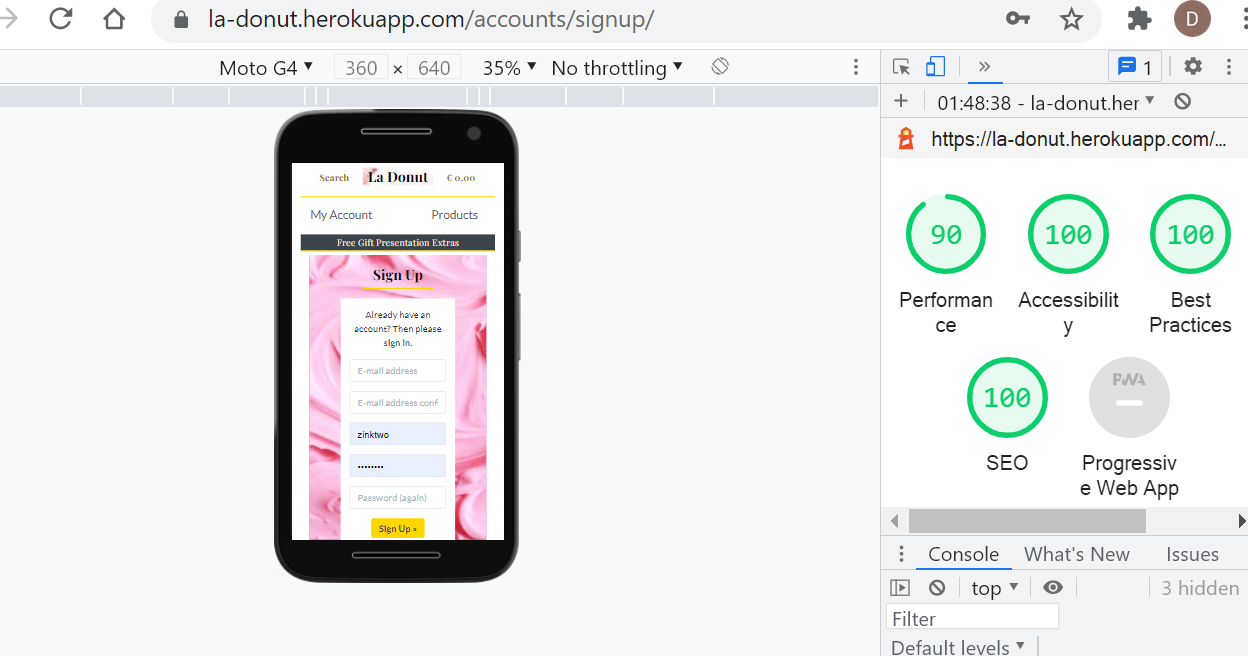 la-donut.herokuapp.com/accounts/signup/
D
Moto G4 360 × 640 35% No throttling
1
01:48:38 - la-donut.her
https://la-donut.herokuapp.com/...
Search La Donut € 0.00
My Account Products
Free Gift Presentation Extras
Sign Up
Already have an
account? Then please
sign in.
E-mail address
E-mail address conf
zinktwo
••••••••
Password (again)
Sign Up »
90 100 100
Performan
ce
Accessibilit
y
Best
Practices
100 PWA
SEO
Progressiv
e Web App
Console What's New Issues
top 3 hidden
Filter
Default levels